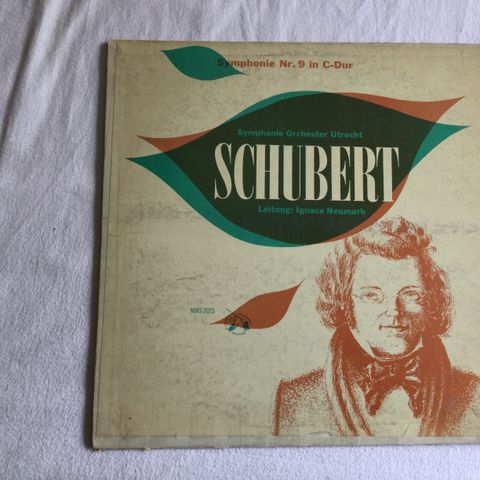 Symphonie Nr. 9 in C-Dur
Symphonie Orchester Utrecht
SCHUBERT
Leitung: Ignace Neumark
MMS-2023